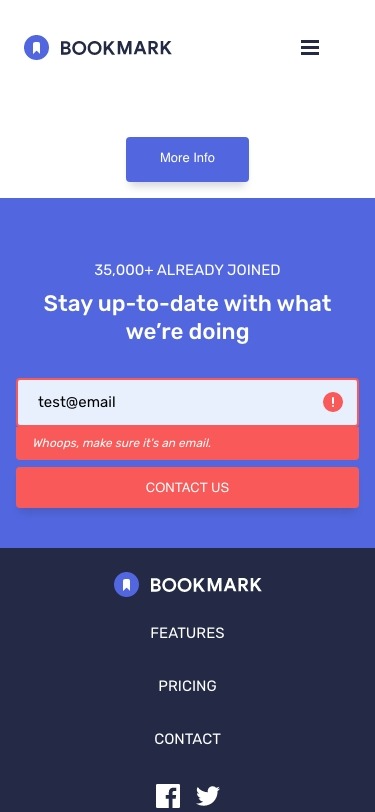 BOOKMARK
More Info
35,000+ ALREADY JOINED
Stay up-to-date with what
we’re doing
test@email
!
Whoops, make sure it's an email.
CONTACT US
BOOKMARK
FEATURES
PRICING
CONTACT